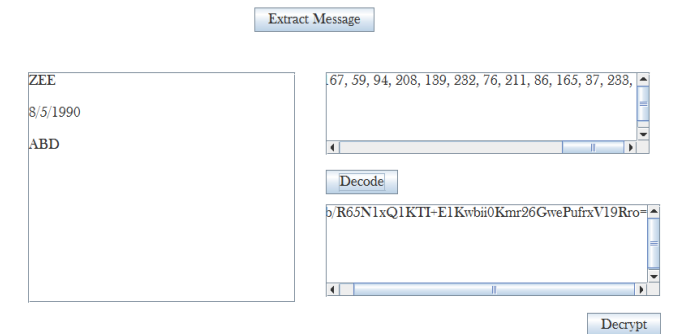 Extract Message
ZEE
8/5/1990
ABD
67, 59, 94, 208, 139, 232, 76, 211, 86, 165, 37, 233,
Decode
b/R65N1xQ1KTI+E1Kwbii0Kmr26GwePufrxV19Rro=
Decrypt